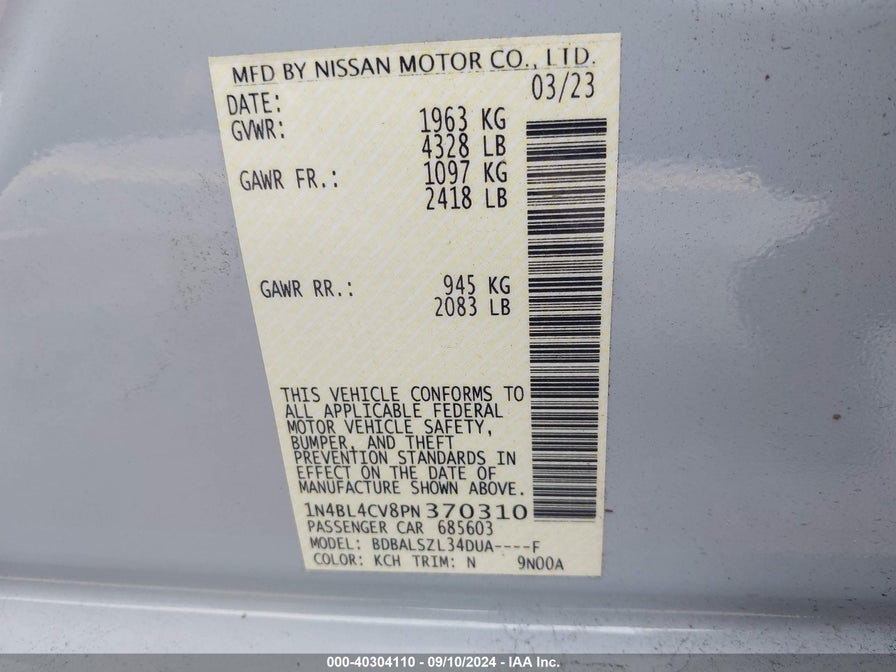 MFD BY NISSAN MOTOR CO., LTD.
DATE: 03/23
GVWR: 1963 KG
4328 LB
GAWR FR.: 1097 KG
2418 LB
GAWR RR.: 945 KG
2083 LB
THIS VEHICLE CONFORMS TO
ALL APPLICABLE FEDERAL
MOTOR VEHICLE SAFETY,
BUMPER, AND THEFT
PREVENTION STANDARDS IN
EFFECT ON THE DATE OF
MANUFACTURE SHOWN ABOVE.
1N4BL4CV8PN370310
PASSENGER CAR 685603
MODEL: BDBALSZL34DUA----F
COLOR: KCH TRIM: N 9N00A
000-40304110 - 09/10/2024 - IAA Inc.